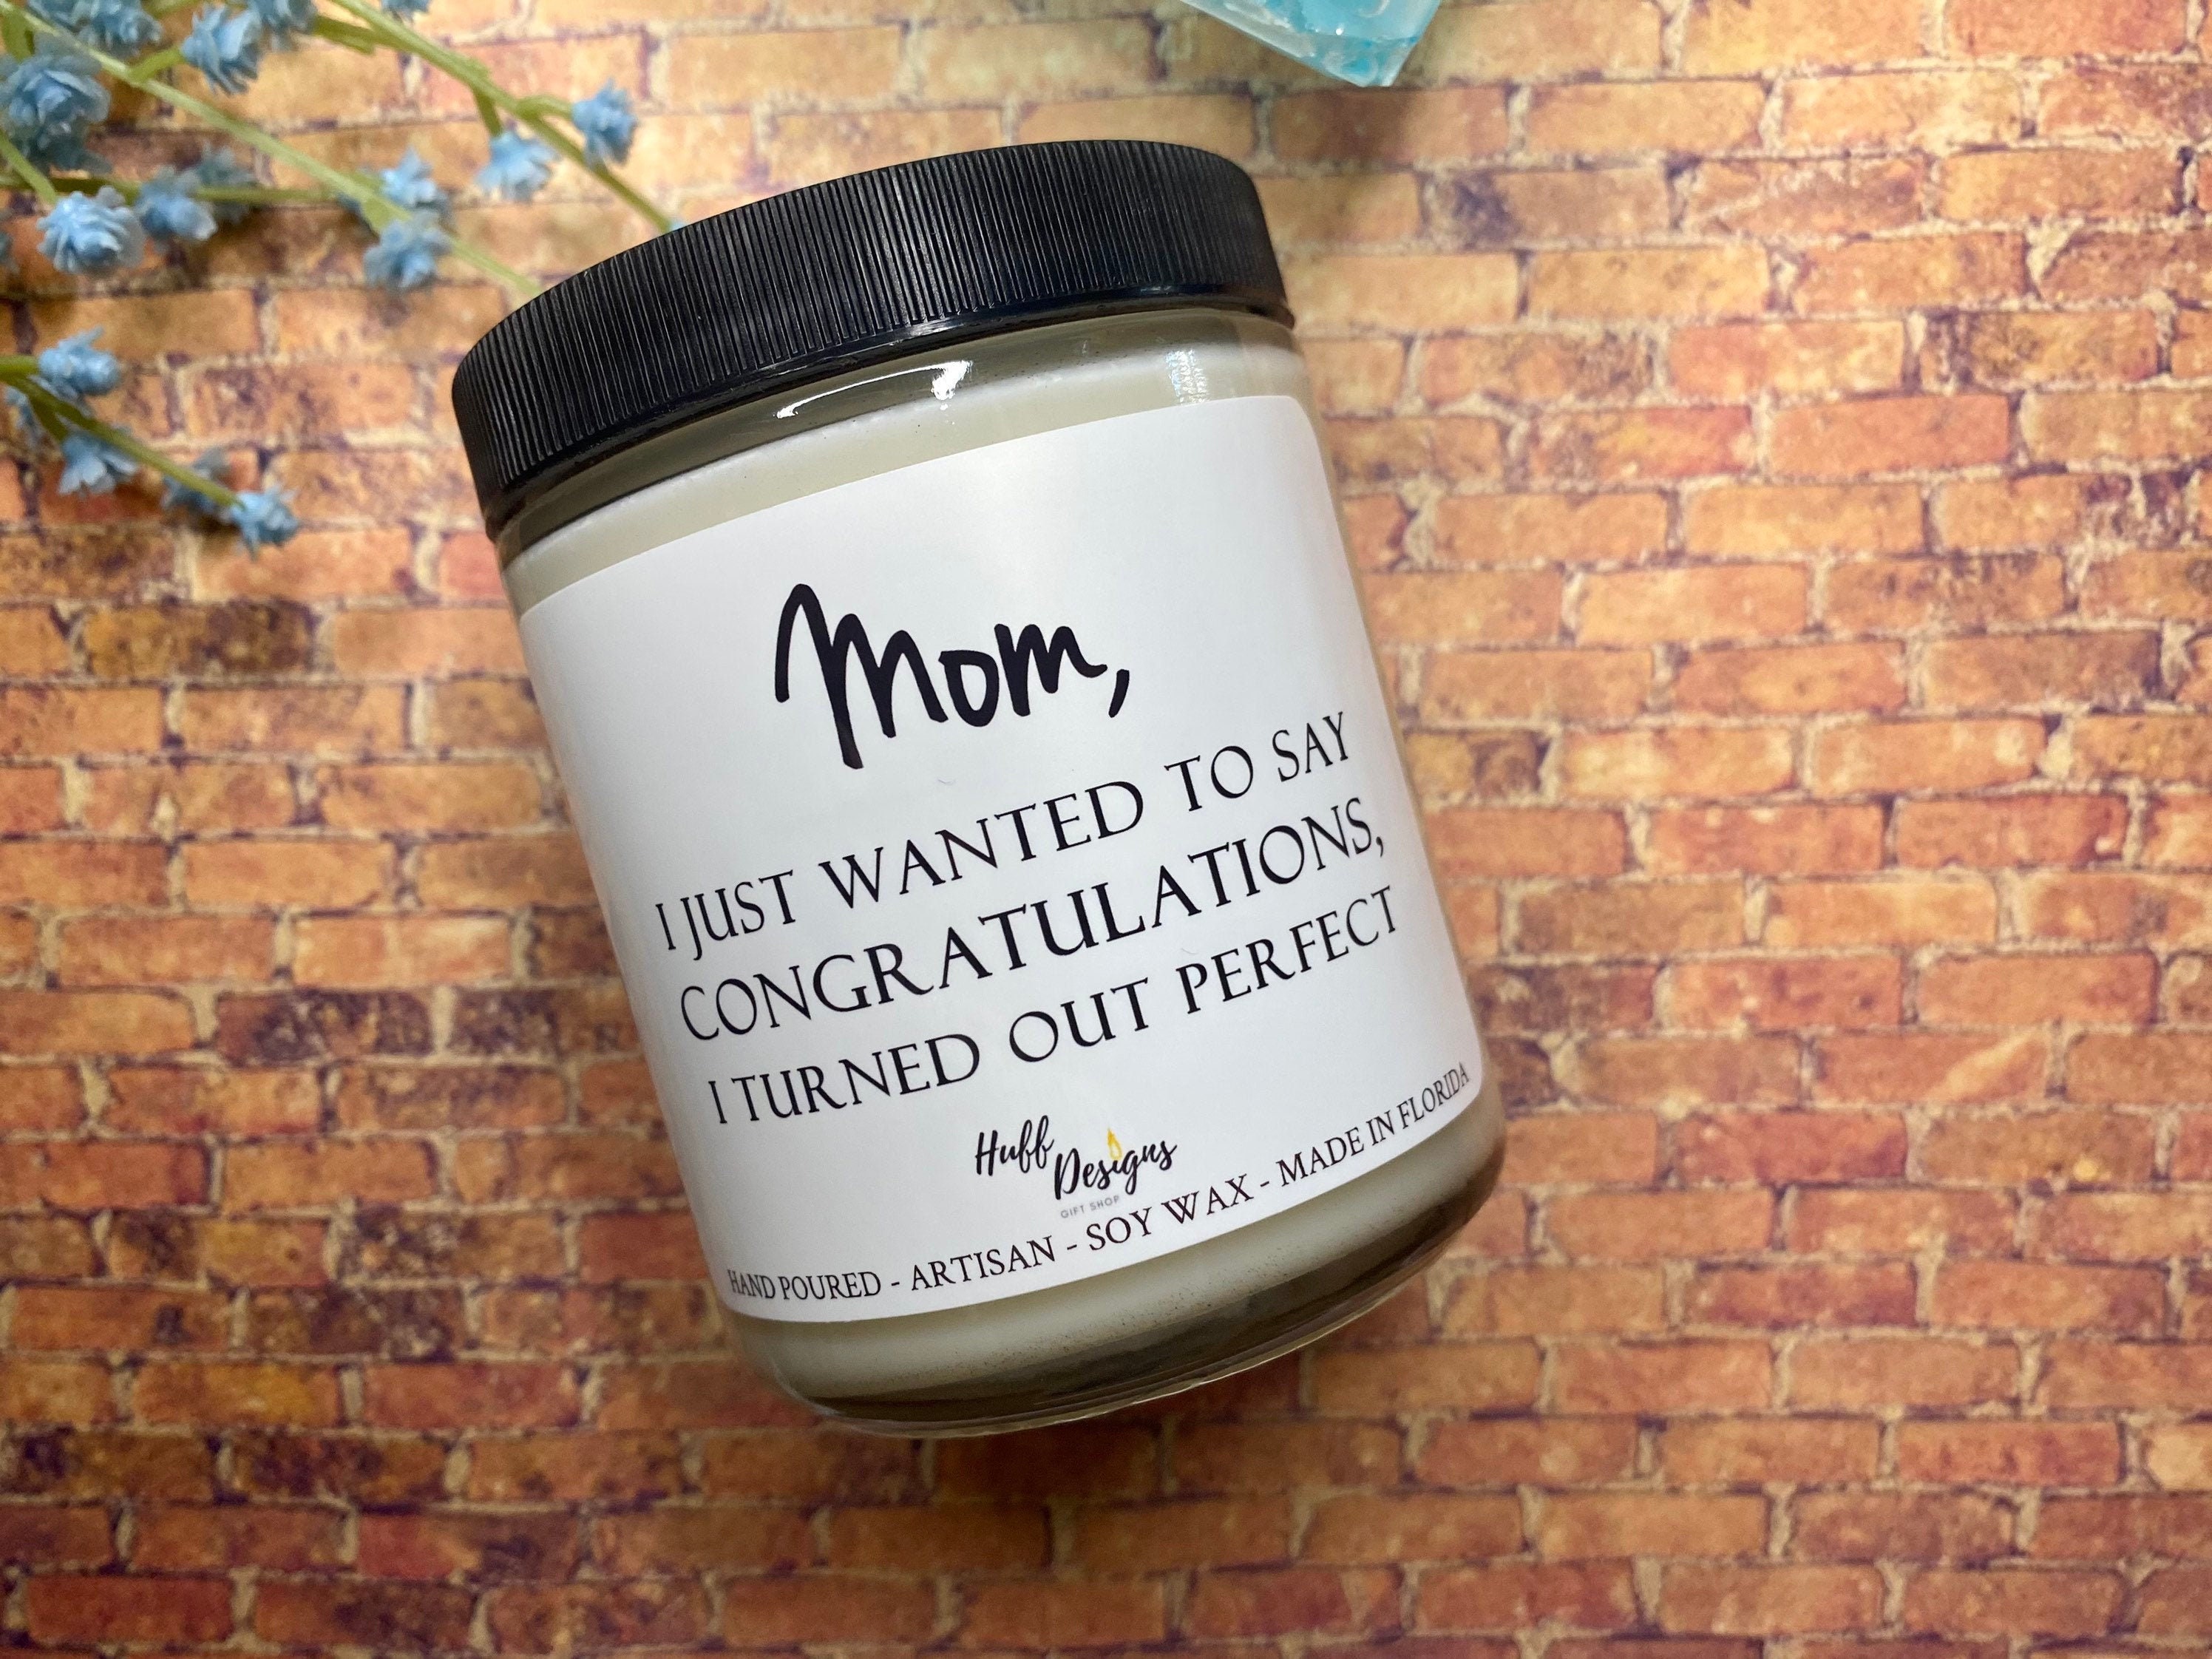 Mom,
I JUST WANTED TO SAY
CONGRATULATIONS,
I TURNED OUT PERFECT
Huff
Designs
GIFT SHOP
HAND POURED - ARTISAN - SOY WAX - MADE IN FLORIDA